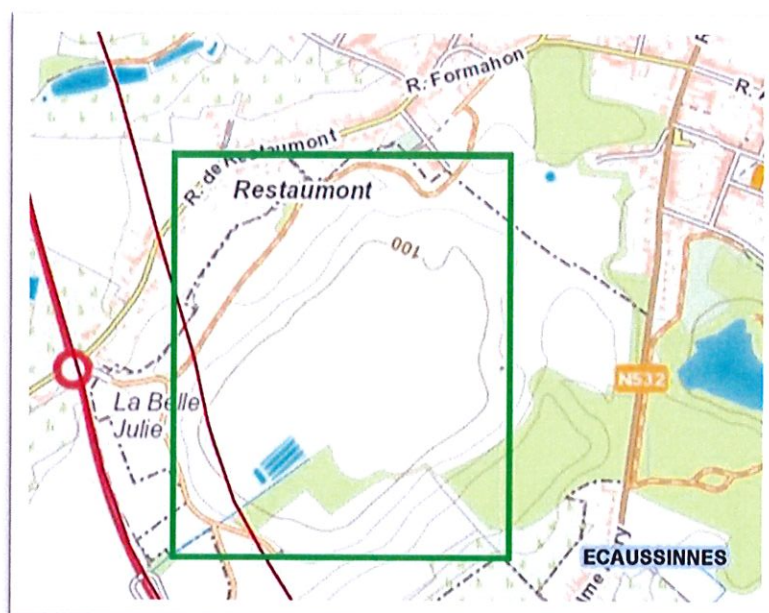 R. Formahon
R. A
R. de Restaumont
Restaumont
100
N532
La Belle
Julie
ECAUSSINNES